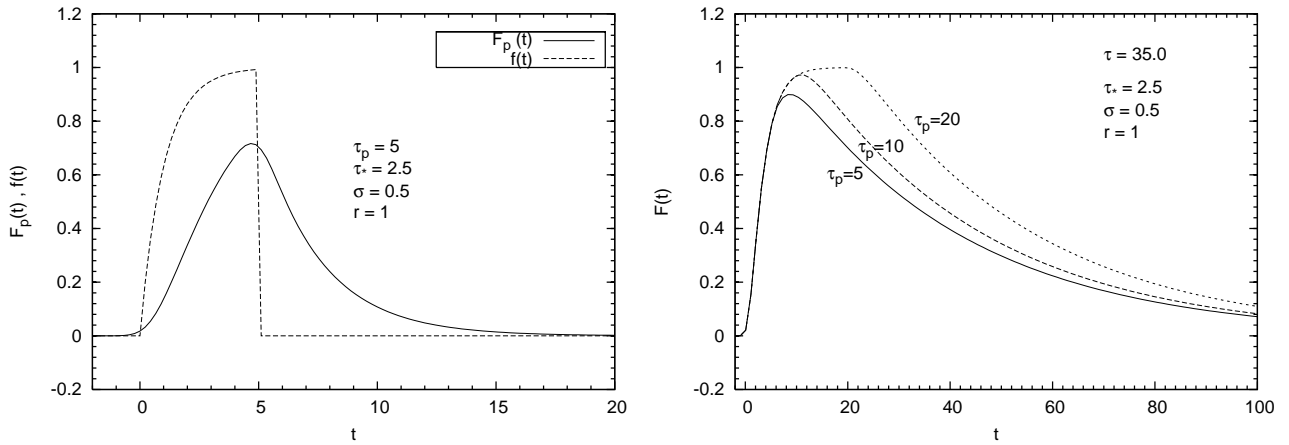 1.2
1
0.8
0.6
0.4
0.2
0
-0.2
0 5 10 15 20
t
F_p(t) , f(t)
F_p (t)
f(t)
τ_p = 5
τ_* = 2.5
σ = 0.5
r = 1
1.2
1
0.8
0.6
0.4
0.2
0
-0.2
0 20 40 60 80 100
t
F(t)
τ = 35.0
τ_* = 2.5
σ = 0.5
r = 1
τ_p=20
τ_p=10
τ_p=5